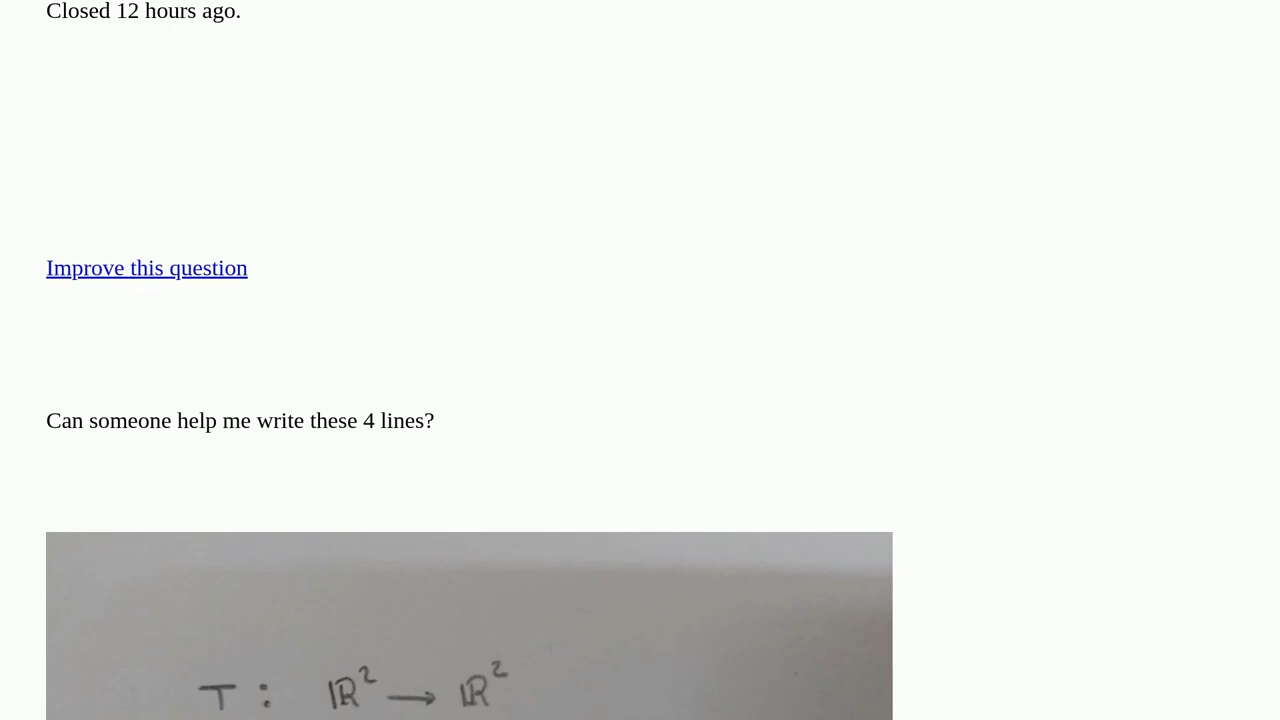 Closed 12 hours ago.
Improve this question
Can someone help me write these 4 lines?
T : ℝ² → ℝ²